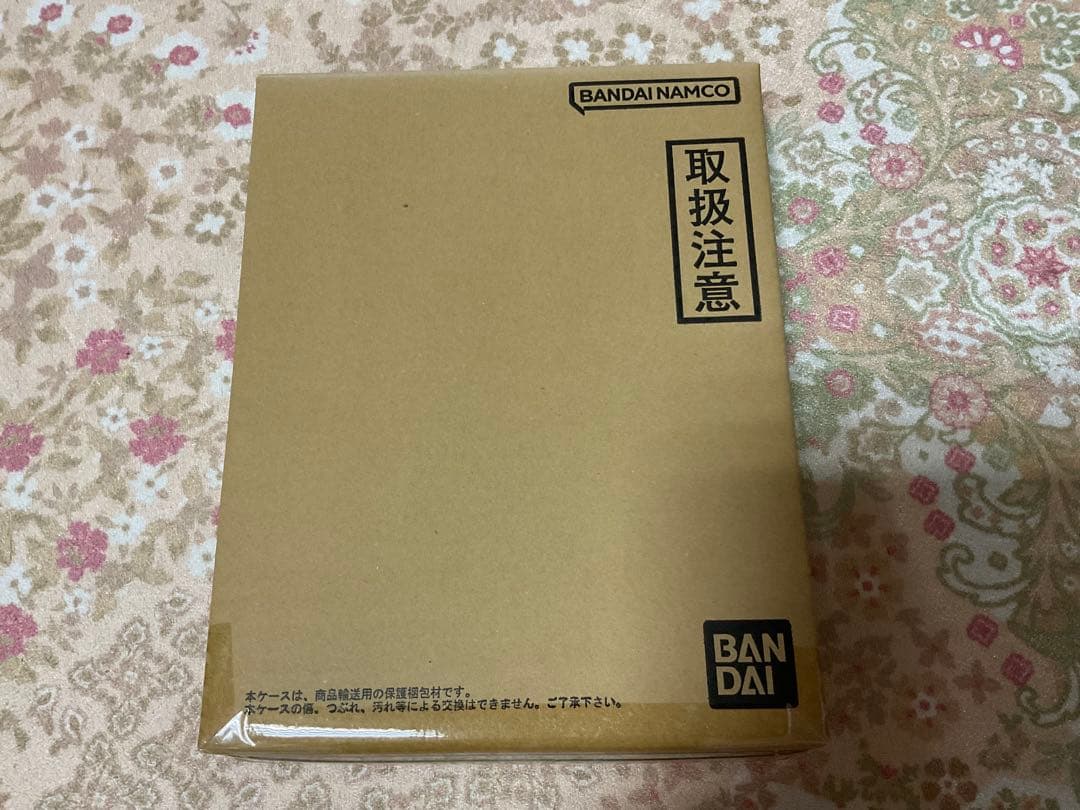 BANDAI NAMCO
取扱注意
BAN
DAI
本ケースは、商品輸送用の保護梱包材です。
本ケースの傷、つぶれ、汚れ等による交換はできません。ご了承下さい。